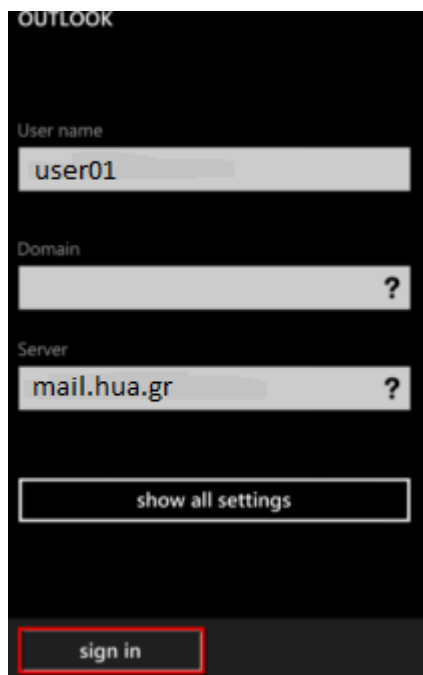 OUTLOOK
User name
user01
Domain
?
Server
mail.hua.gr ?
show all settings
sign in